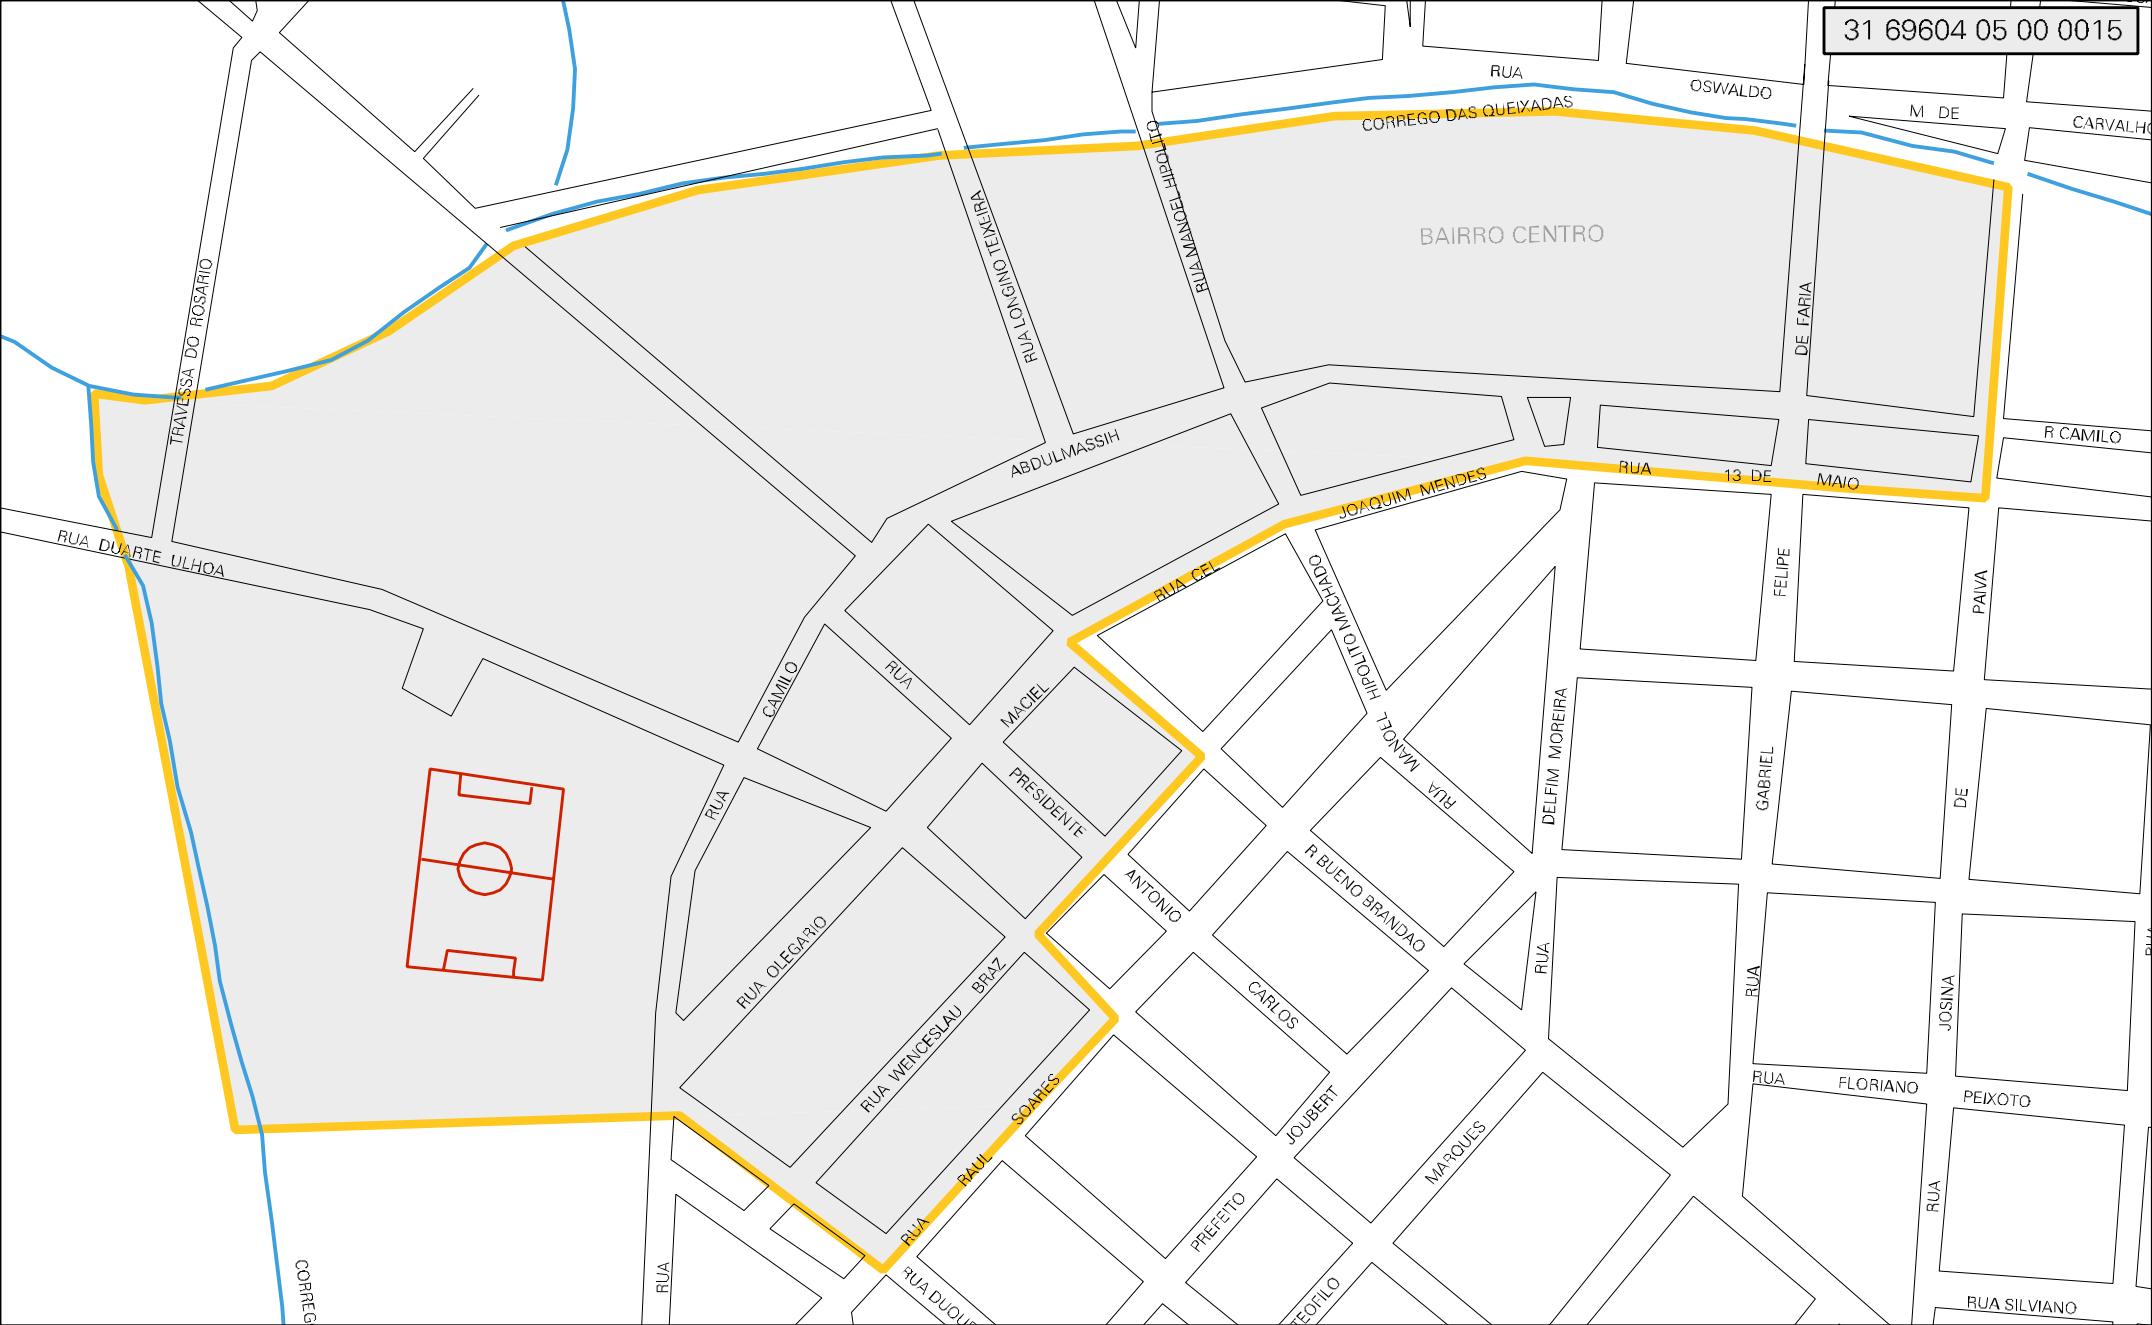 31 69604 05 00 0015
RUA
OSWALDO
M DE
CARVALHO
CORREGO DAS QUEIXADAS
RUA MANOEL HIPOLITO
RUA LONGINO TEIXEIRA
BAIRRO CENTRO
TRAVESSA DO ROSARIO
DE FARIA
ABDULMASSIH
R CAMILO
RUA 13 DE MAIO
JOAQUIM MENDES
RUA DUARTE ULHOA
RUA CEL
HIPOLITO MACHADO
FELIPE
PAIVA
RUA
CAMILO
MACIEL
MANOEL
RUA
DELFIM MOREIRA
GABRIEL
DE
RUA
PRESIDENTE
R BUENO BRANDAO
ANTONIO
RUA OLEGARIO
BRAZ
RUA WENCESLAU
CARLOS
RUA
RUA
JOSINA
RUA
SOARES
RAUL
RUA
JOUBERT
MARQUES
RUA FLORIANO
PEIXOTO
PREFEITO
RUA
RUA
CORREG
RUA DUQUE
TEOFILO
RUA SILVIANO